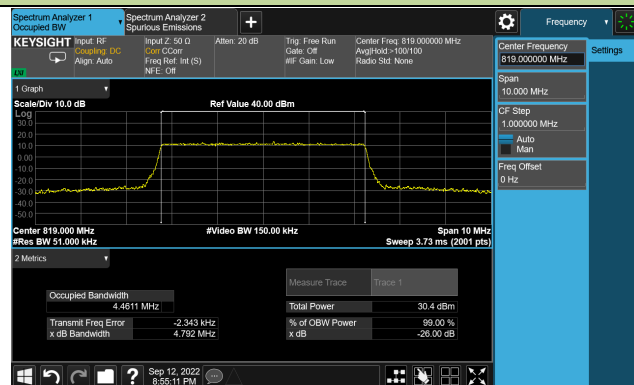 Spectrum Analyzer 1
Occupied BW
Spectrum Analyzer 2
Spurious Emissions
+
Frequency
KEYSIGHT
Input: RF
Coupling: DC
Align: Auto
Input Z: 50 Ω
Corr CCorr
Freq Ref: Int (S)
NFE: Off
Atten: 20 dB
Trig: Free Run
Gate: Off
#IF Gain: Low
Center Freq: 819.000000 MHz
Avg|Hold:>100/100
Radio Std: None
LXI
Center Frequency
819.000000 MHz
Settings
Span
10.000 MHz
CF Step
1.000000 MHz
Auto
Man
Freq Offset
0 Hz
1 Graph
Scale/Div 10.0 dB
Ref Value 40.00 dBm
Log
30.0
20.0
10.0
0.00
-10.0
-20.0
-30.0
-40.0
-50.0
Center 819.000 MHz
#Video BW 150.00 kHz
Span 10 MHz
#Res BW 51.000 kHz
Sweep 3.73 ms (2001 pts)
2 Metrics
Measure Trace
Trace 1
Occupied Bandwidth
4.4611 MHz
Total Power
30.4 dBm
Transmit Freq Error
-2.343 kHz
% of OBW Power
99.00 %
x dB Bandwidth
4.792 MHz
x dB
-26.00 dB
?
Sep 12, 2022
8:55:11 PM